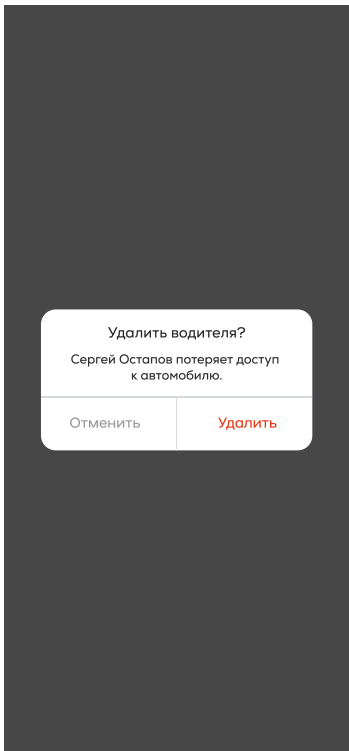 Удалить водителя?
Сергей Остапов потеряет доступ
к автомобилю.
Отменить
Удалить